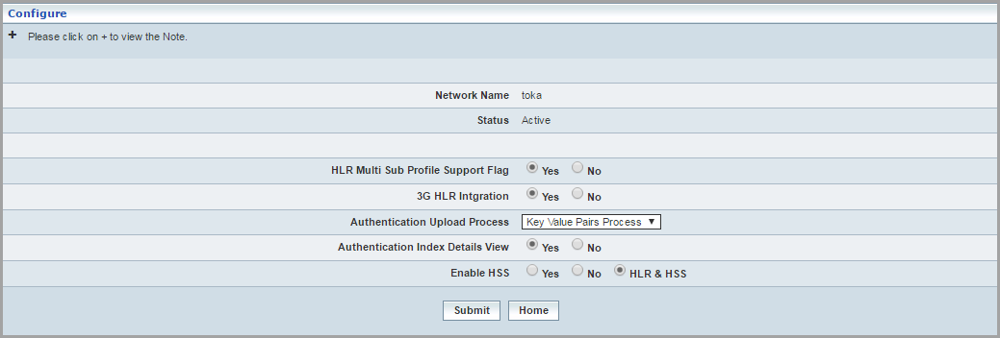 Configure
+ Please click on + to view the Note.
Network Name toka
Status Active
HLR Multi Sub Profile Support Flag Yes No
3G HLR Intgration Yes No
Authentication Upload Process Key Value Pairs Process ▼
Authentication Index Details View Yes No
Enable HSS Yes No HLR & HSS
Submit Home